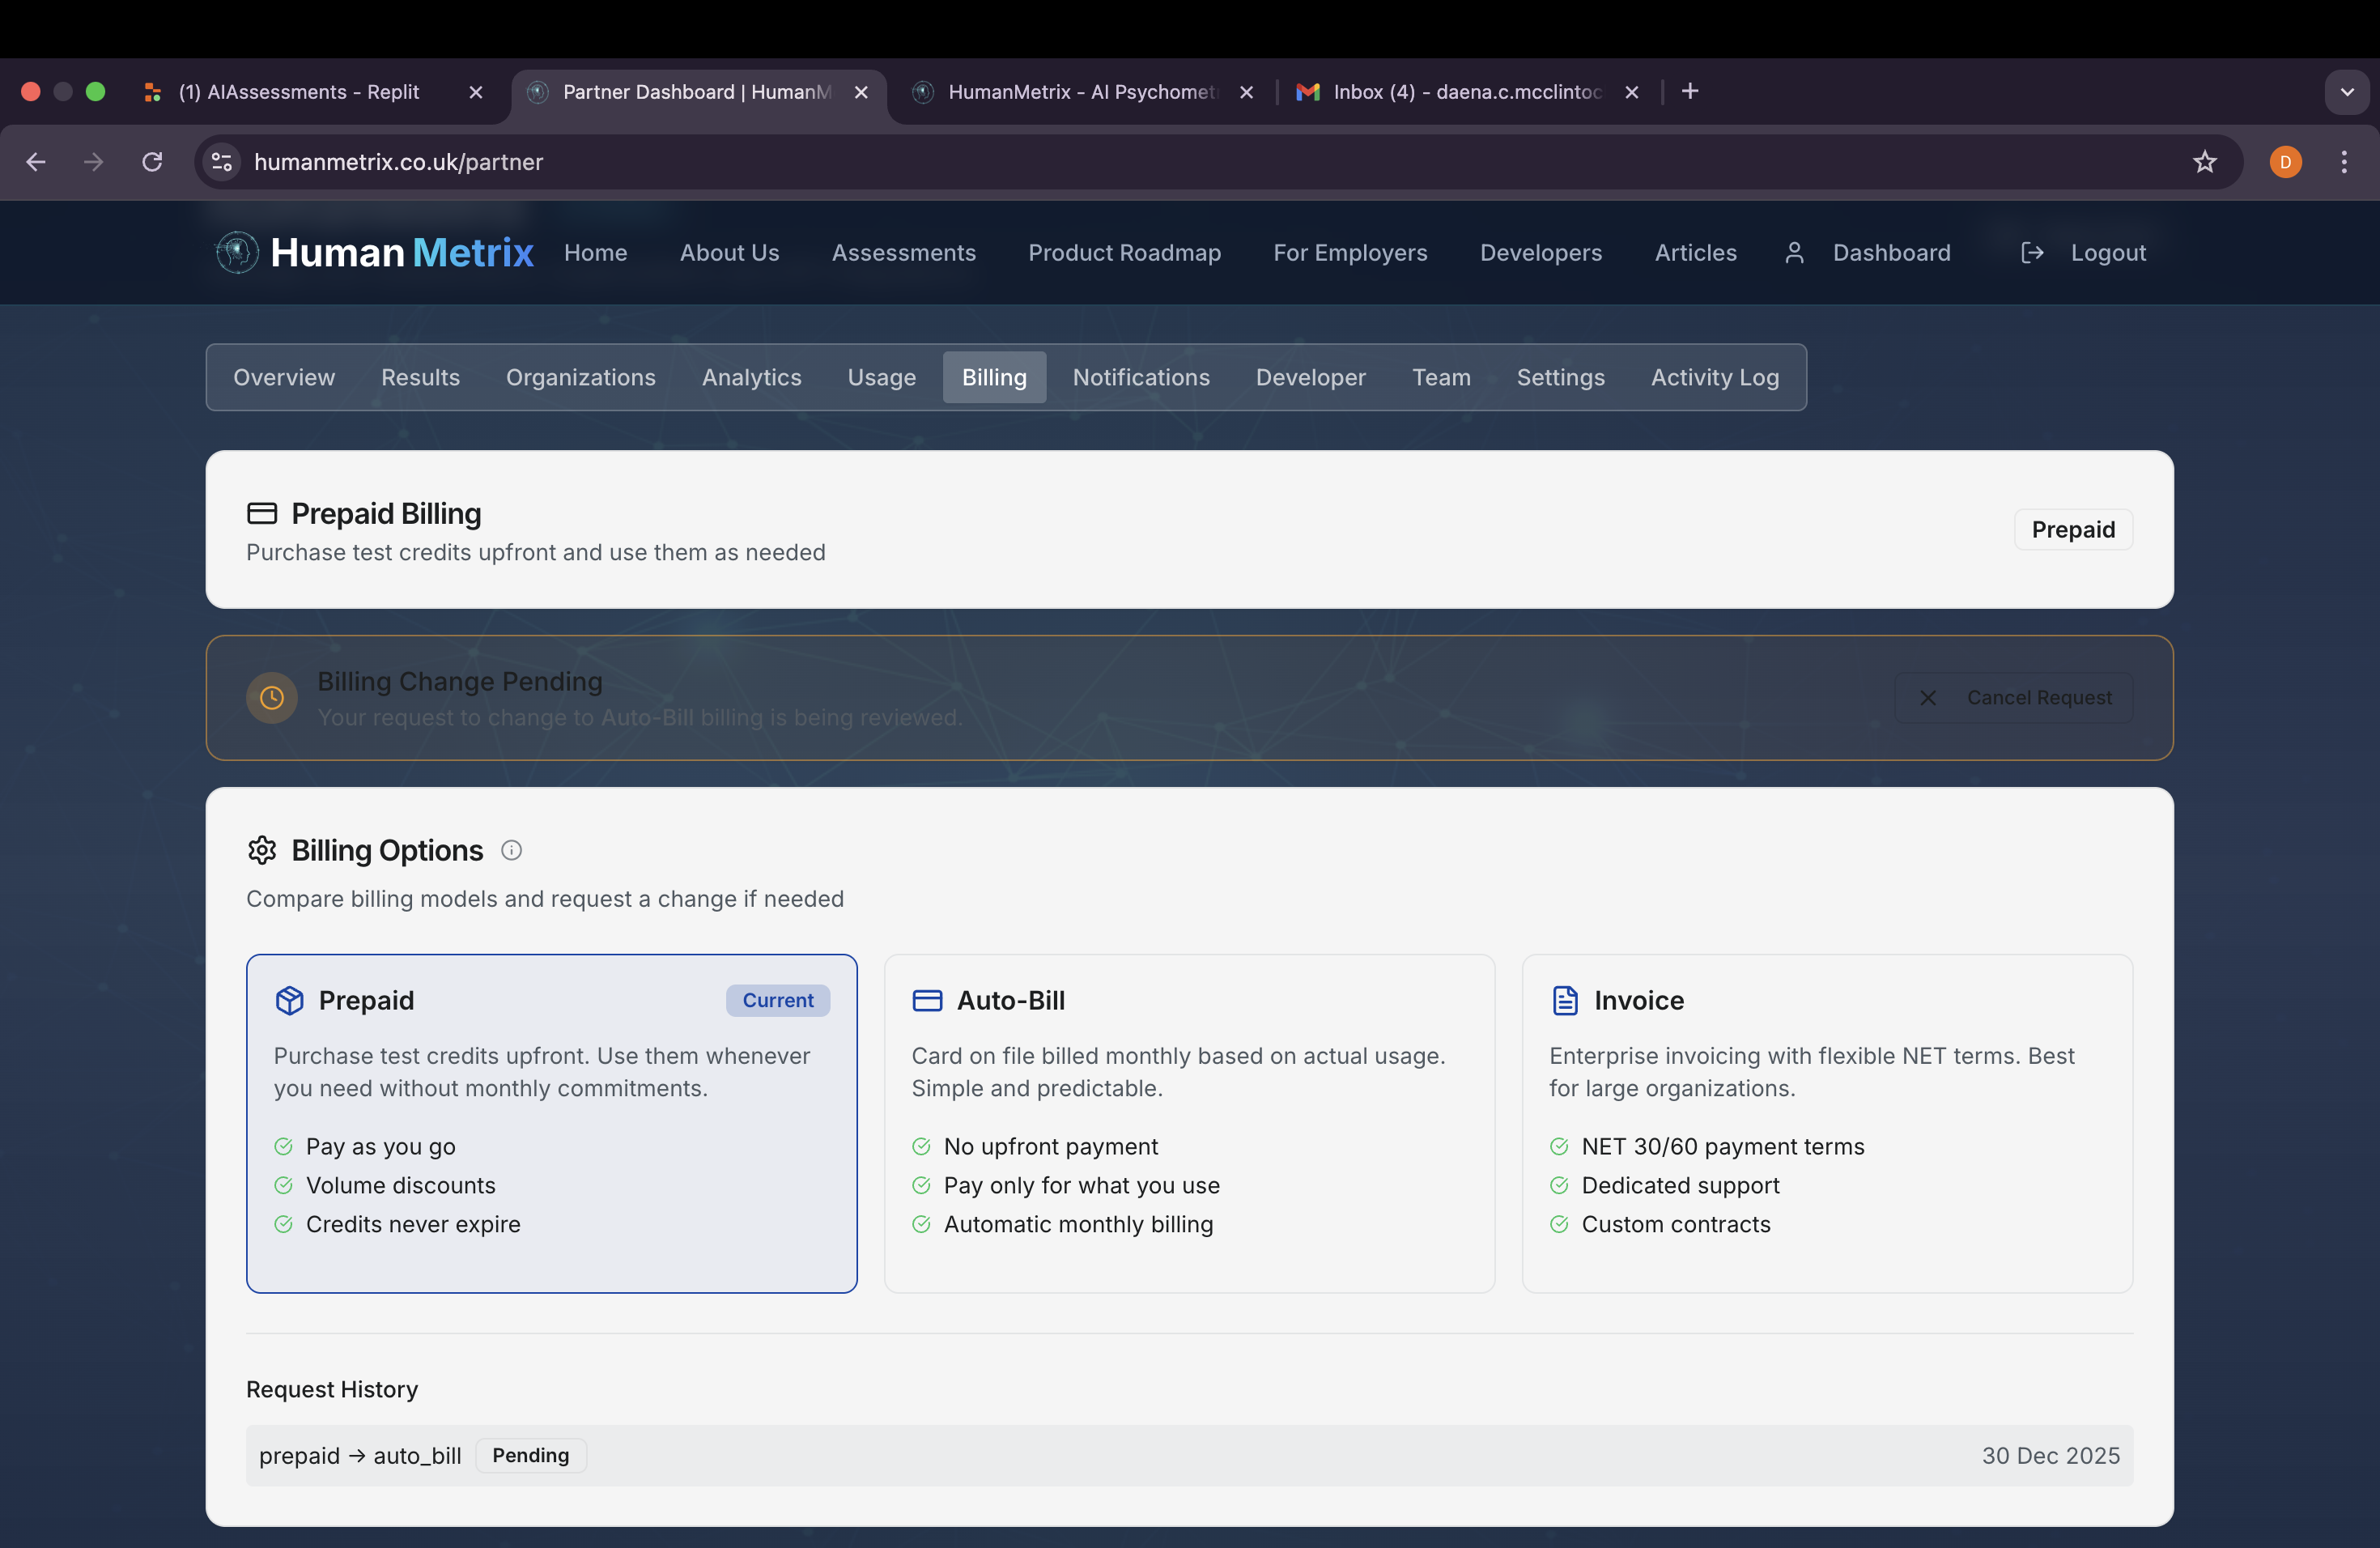 (1) AIAssessments - Replit
Partner Dashboard | HumanM
HumanMetrix - AI Psychomet
Inbox (4) - daena.c.mcclintoc
humanmetrix.co.uk/partner
D
Human Metrix
Home
About Us
Assessments
Product Roadmap
For Employers
Developers
Articles
Dashboard
Logout
Overview
Results
Organizations
Analytics
Usage
Billing
Notifications
Developer
Team
Settings
Activity Log
Prepaid Billing
Purchase test credits upfront and use them as needed
Prepaid
Billing Change Pending
Your request to change to Auto-Bill billing is being reviewed.
Cancel Request
Billing Options
Compare billing models and request a change if needed
Prepaid
Current
Purchase test credits upfront. Use them whenever
you need without monthly commitments.
Pay as you go
Volume discounts
Credits never expire
Auto-Bill
Card on file billed monthly based on actual usage.
Simple and predictable.
No upfront payment
Pay only for what you use
Automatic monthly billing
Invoice
Enterprise invoicing with flexible NET terms. Best
for large organizations.
NET 30/60 payment terms
Dedicated support
Custom contracts
Request History
prepaid → auto_bill
Pending
30 Dec 2025